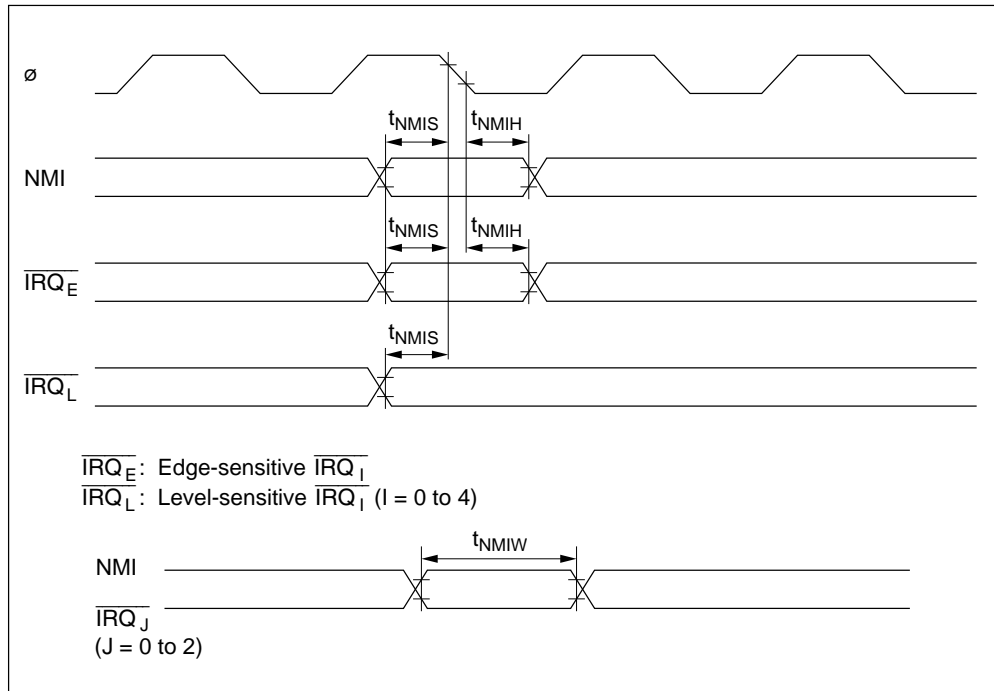 ø
tNMIS tNMIH
NMI
tNMIS tNMIH
IRQE
tNMIS
IRQL
IRQE: Edge-sensitive IRQI
IRQL: Level-sensitive IRQI (I = 0 to 4)
tNMIW
NMI
IRQJ
(J = 0 to 2)